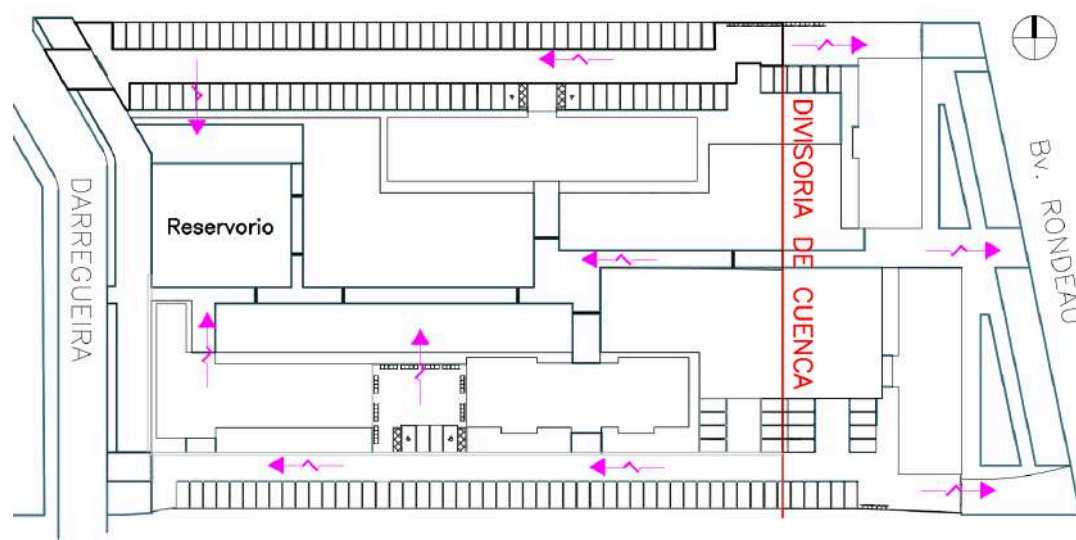 DARREGUEIRA
Reservorio
DIVISORIA DE CUENCA
Bv. RONDEAU